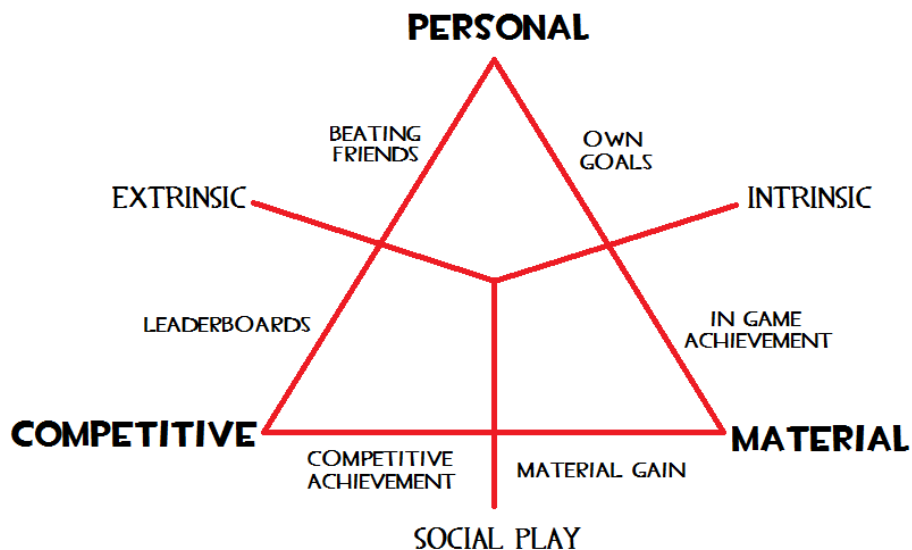 PERSONAL
BEATING
FRIENDS
OWN
GOALS
EXTRINSIC
INTRINSIC
LEADERBOARDS
IN GAME
ACHIEVEMENT
COMPETITIVE
MATERIAL
COMPETITIVE
ACHIEVEMENT
MATERIAL GAIN
SOCIAL PLAY